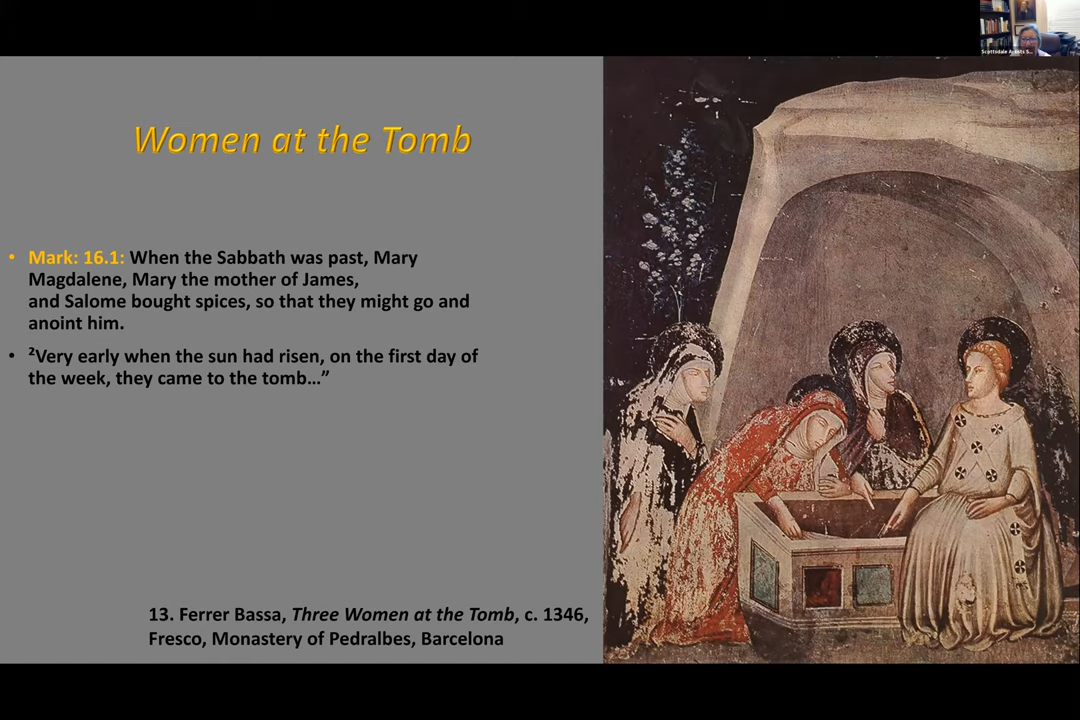 Scottsdale Artists S...
Women at the Tomb
• Mark: 16.1: When the Sabbath was past, Mary
Magdalene, Mary the mother of James,
and Salome bought spices, so that they might go and
anoint him.
• ²Very early when the sun had risen, on the first day of
the week, they came to the tomb…”
13. Ferrer Bassa, Three Women at the Tomb, c. 1346,
Fresco, Monastery of Pedralbes, Barcelona